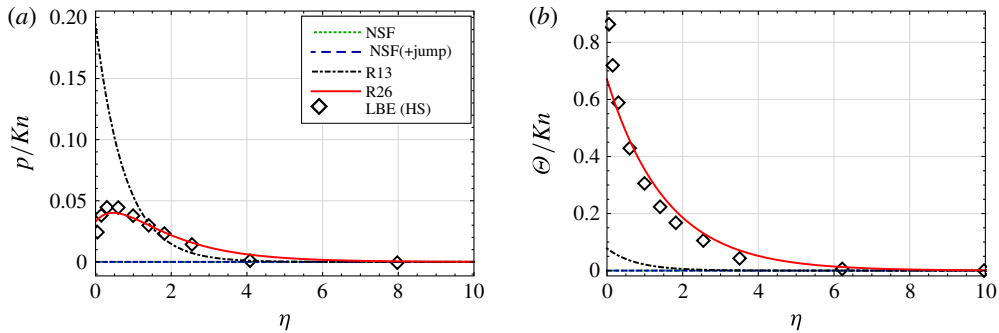 (a)
0.20
0.15
0.10
0.05
0
p/Kn
NSF
NSF(+jump)
R13
R26
LBE (HS)
0 2 4 6 8 10
η
(b)
0.8
0.6
0.4
0.2
0
Θ/Kn
0 2 4 6 8 10
η